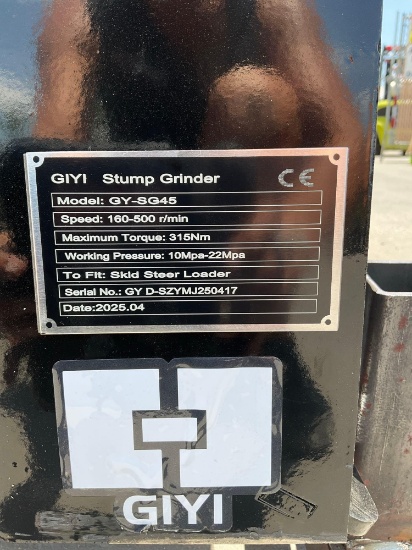 GIYI Stump Grinder CE
Model: GY-SG45
Speed: 160-500 r/min
Maximum Torque: 315Nm
Working Pressure: 10Mpa-22Mpa
To Fit: Skid Steer Loader
Serial No.: GY D-SZYMJ250417
Date:2025.04
GIYI